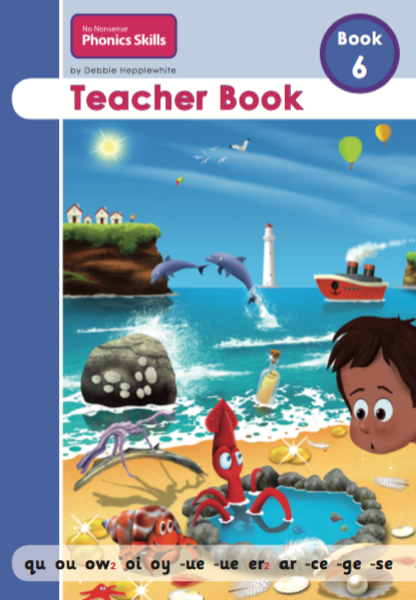 No Nonsense
Phonics Skills
by Debbie Hepplewhite
Book
6
Teacher Book
qu ou ow2 oi oy -ue -ue er2 ar -ce -ge -se